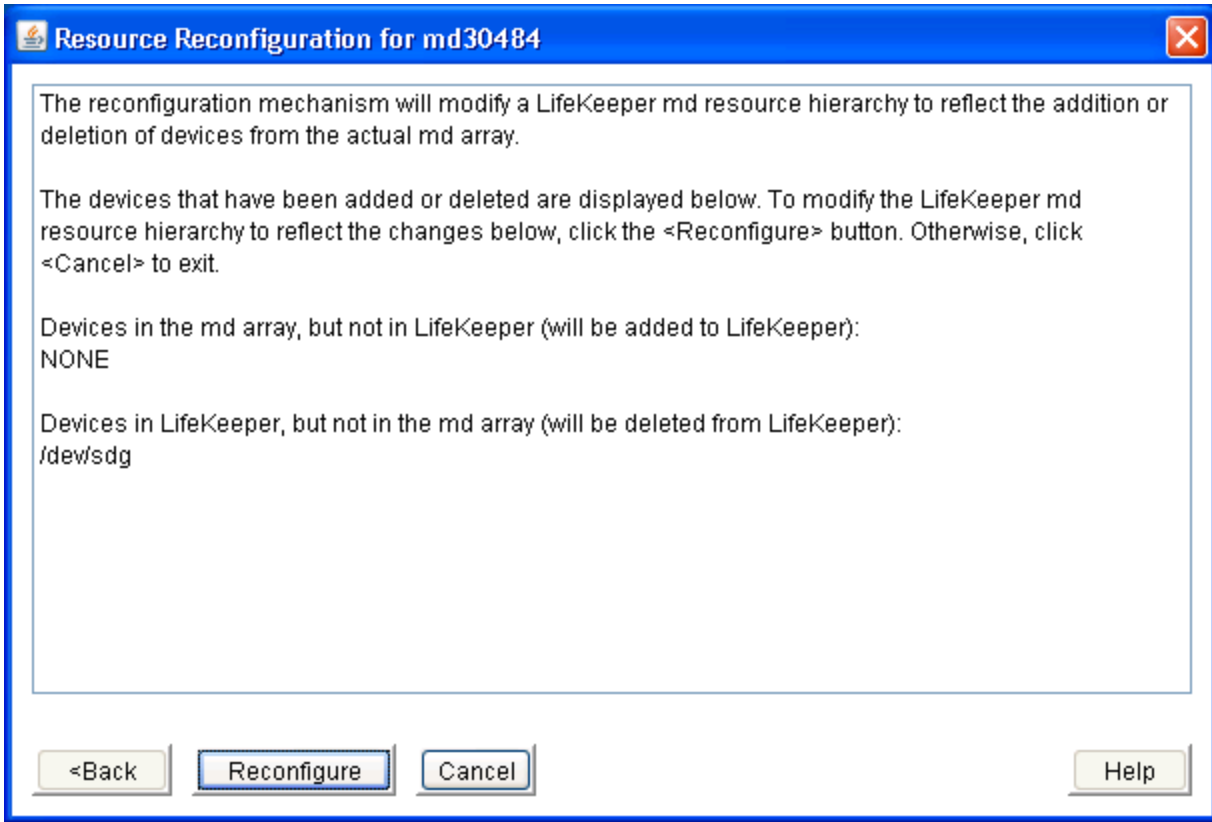 Resource Reconfiguration for md30484
The reconfiguration mechanism will modify a LifeKeeper md resource hierarchy to reflect the addition or
deletion of devices from the actual md array.
The devices that have been added or deleted are displayed below. To modify the LifeKeeper md
resource hierarchy to reflect the changes below, click the <Reconfigure> button. Otherwise, click
<Cancel> to exit.
Devices in the md array, but not in LifeKeeper (will be added to LifeKeeper):
NONE
Devices in LifeKeeper, but not in the md array (will be deleted from LifeKeeper):
/dev/sdg
<Back Reconfigure Cancel Help